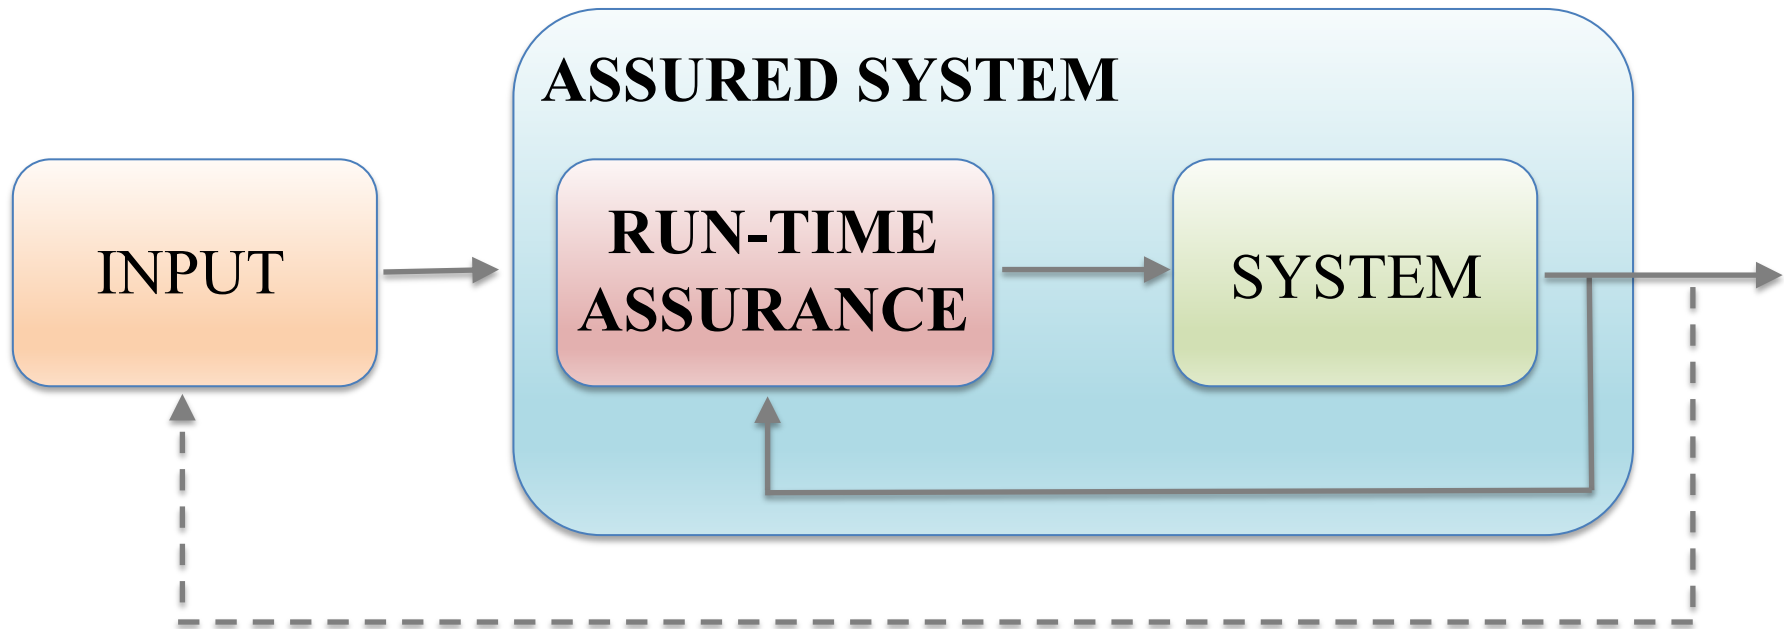 ASSURED SYSTEM
INPUT
RUN-TIME
ASSURANCE
SYSTEM